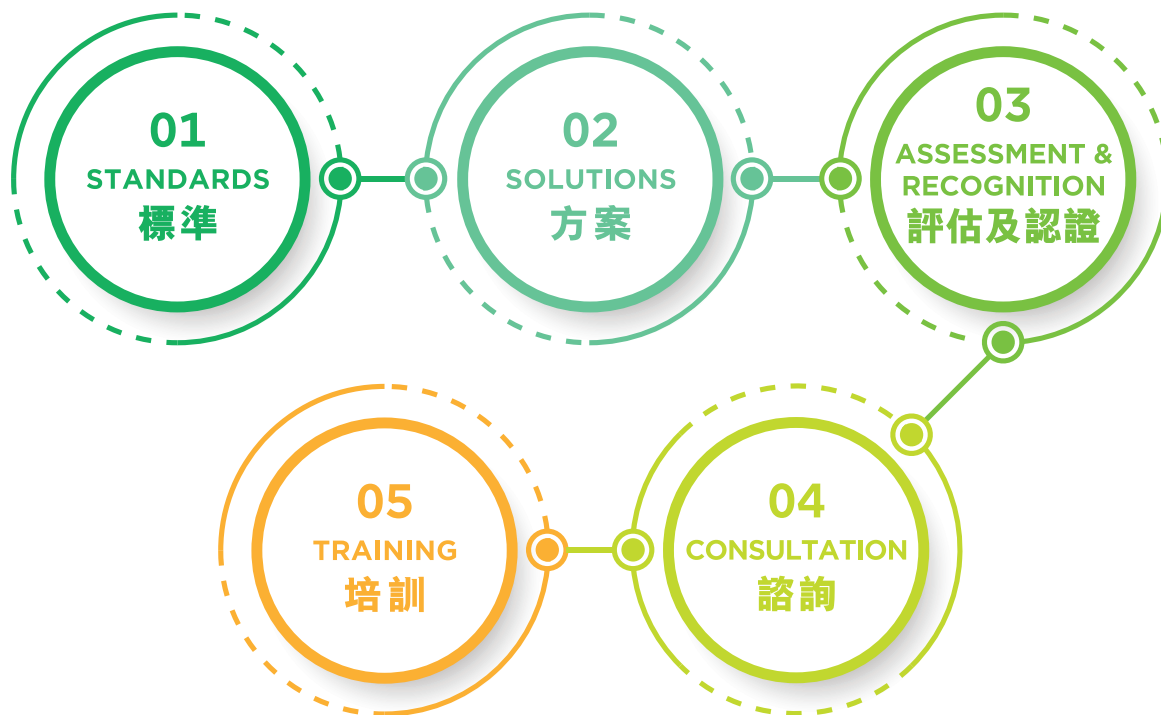 01
STANDARDS
標準
02
SOLUTIONS
方案
03
ASSESSMENT &
RECOGNITION
評估及認證
04
CONSULTATION
諮詢
05
TRAINING
培訓